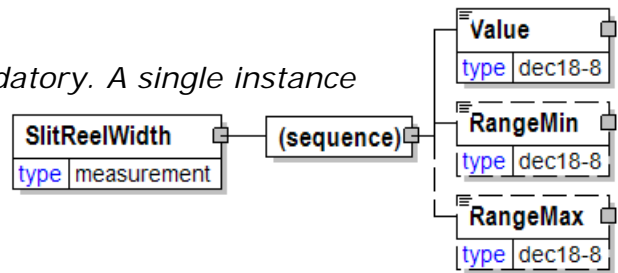 Value
type dec18-8
datory. A single instance
SlitReelWidth
type measurement
(sequence)
RangeMin
type dec18-8
RangeMax
type dec18-8